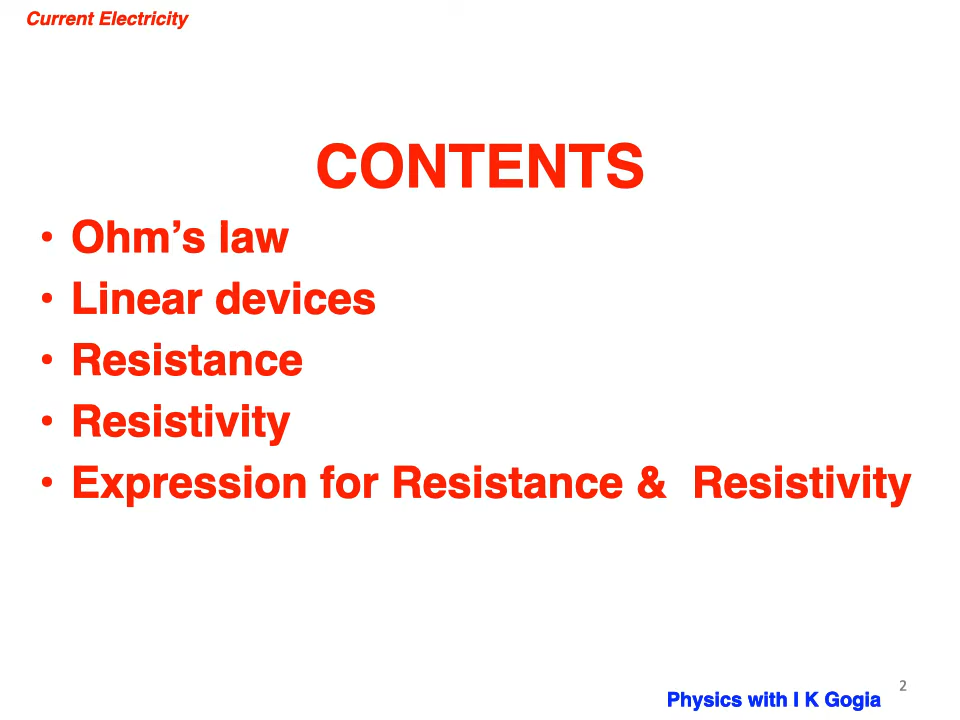 Current Electricity
CONTENTS
• Ohm’s law
• Linear devices
• Resistance
• Resistivity
• Expression for Resistance &  Resistivity
2
Physics with I K Gogia